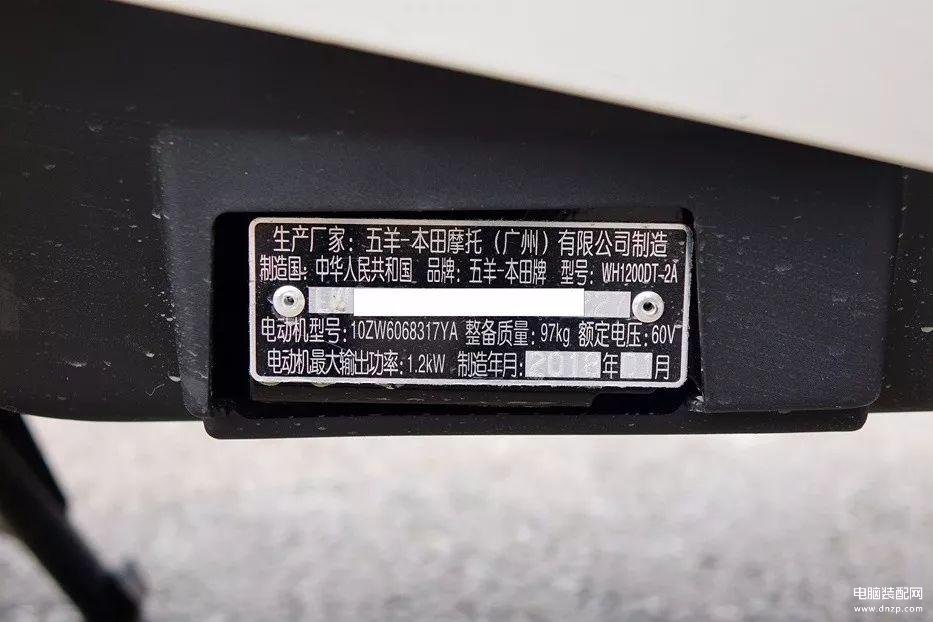 生产厂家：五羊-本田摩托（广州）有限公司制造
制造国：中华人民共和国 品牌：五羊-本田牌 型号：WH1200DT-2A
电动机型号：10ZW6068317YA 整备质量：97kg 额定电压：60V
电动机最大输出功率：1.2kW 制造年月：年 月
电脑装配网
www.dnzp.com